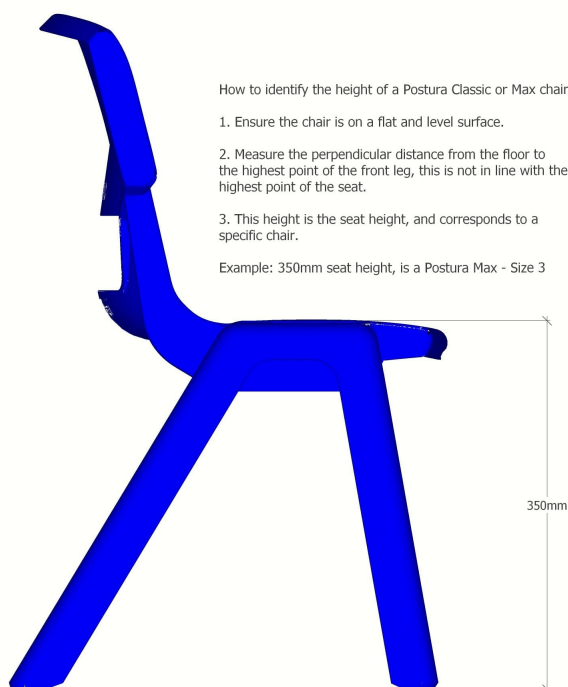 How to identify the height of a Postura Classic or Max chair
1. Ensure the chair is on a flat and level surface.
2. Measure the perpendicular distance from the floor to
the highest point of the front leg, this is not in line with the
highest point of the seat.
3. This height is the seat height, and corresponds to a
specific chair.
Example: 350mm seat height, is a Postura Max - Size 3
350mm